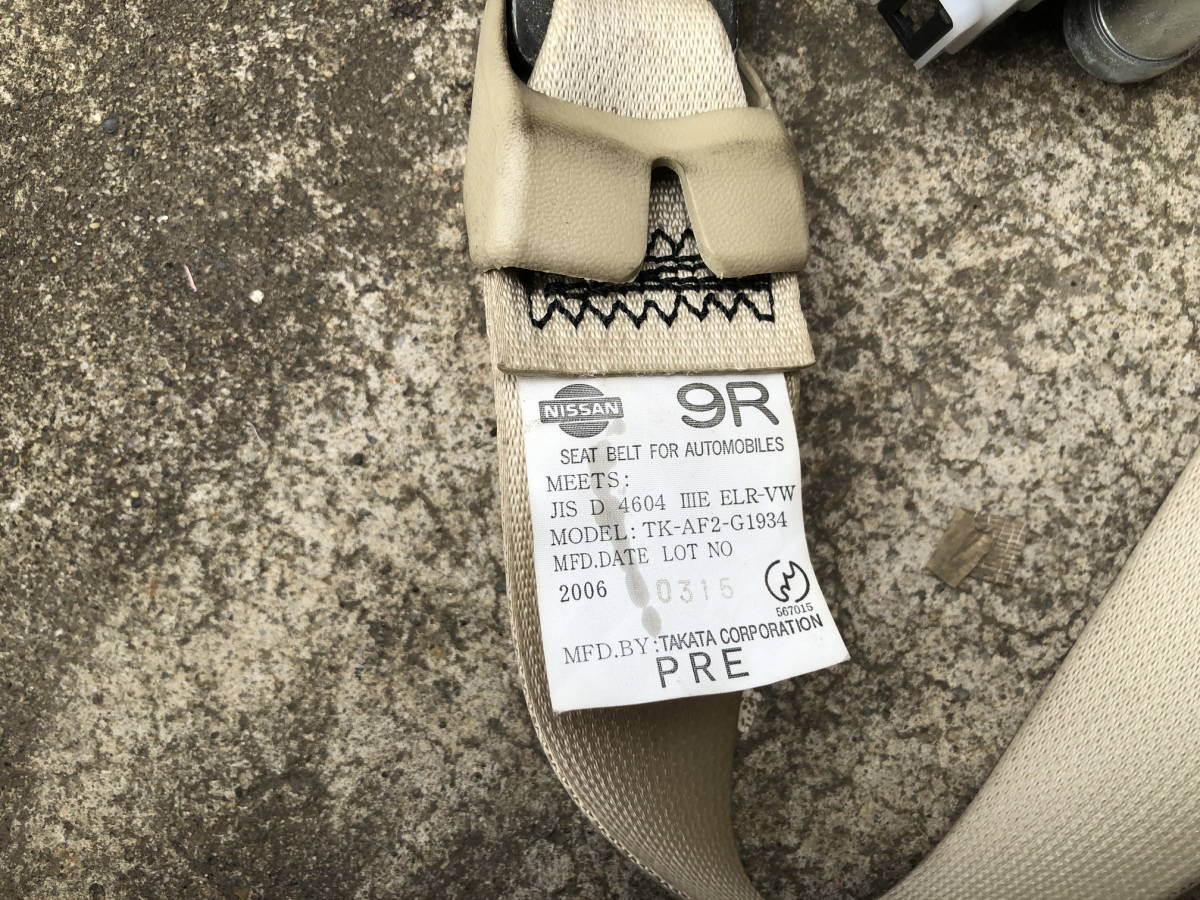 NISSAN 9R
SEAT BELT FOR AUTOMOBILES
MEETS:
JIS D 4604 IIIE ELR-VW
MODEL: TK-AF2-G1934
MFD.DATE LOT NO
2006 0315
567015
MFD.BY:TAKATA CORPORATION
PRE